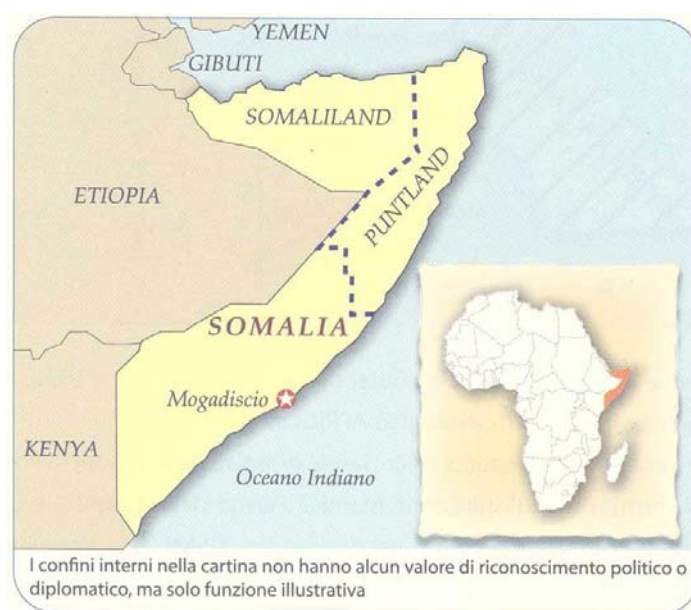 YEMEN
GIBUTI
SOMALILAND
ETIOPIA
PUNTLAND
SOMALIA
Mogadiscio
KENYA
Oceano Indiano
I confini interni nella cartina non hanno alcun valore di riconoscimento politico o
diplomatico, ma solo funzione illustrativa